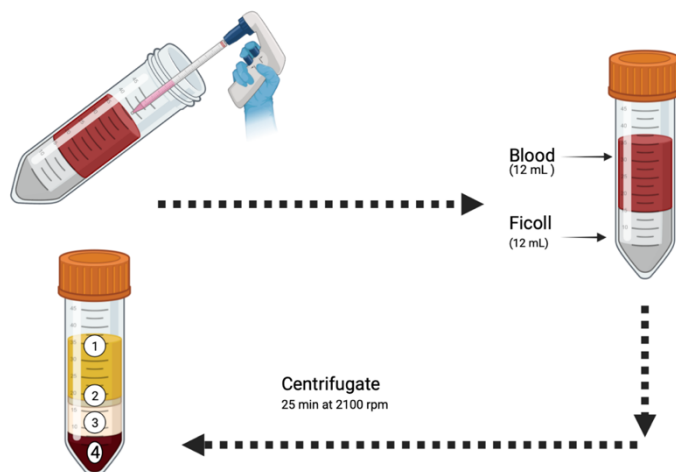 Blood
(12 mL )
Ficoll
(12 mL)
1
2
3
4
Centrifugate
25 min at 2100 rpm